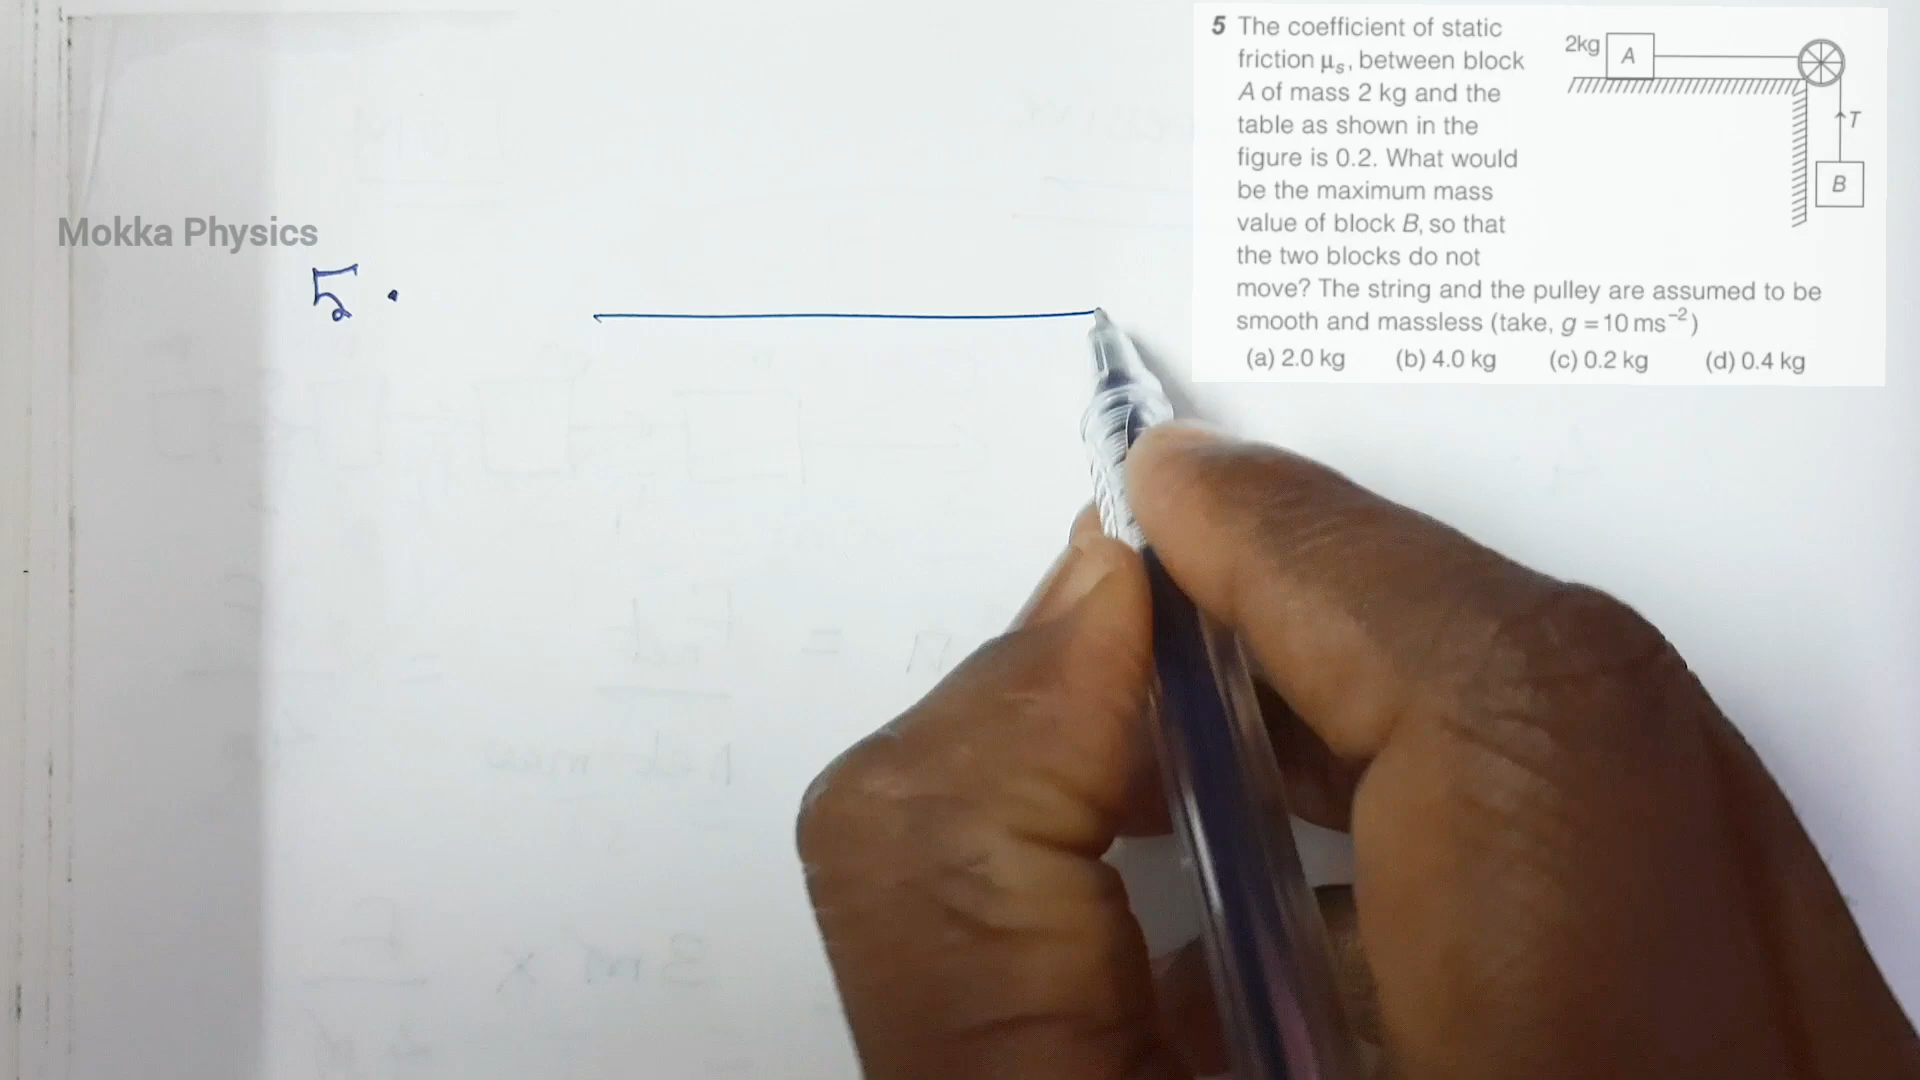 5 The coefficient of static
friction μₛ, between block
A of mass 2 kg and the
table as shown in the
figure is 0.2. What would
be the maximum mass
value of block B, so that
the two blocks do not
move? The string and the pulley are assumed to be
smooth and massless (take, g = 10 ms⁻²)
(a) 2.0 kg (b) 4.0 kg (c) 0.2 kg (d) 0.4 kg
2kg A
T
B
Mokka Physics
5.